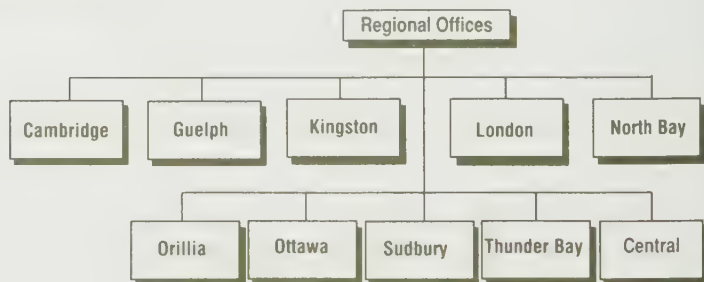 Regional Offices
Cambridge
Guelph
Kingston
London
North Bay
Orillia
Ottawa
Sudbury
Thunder Bay
Central